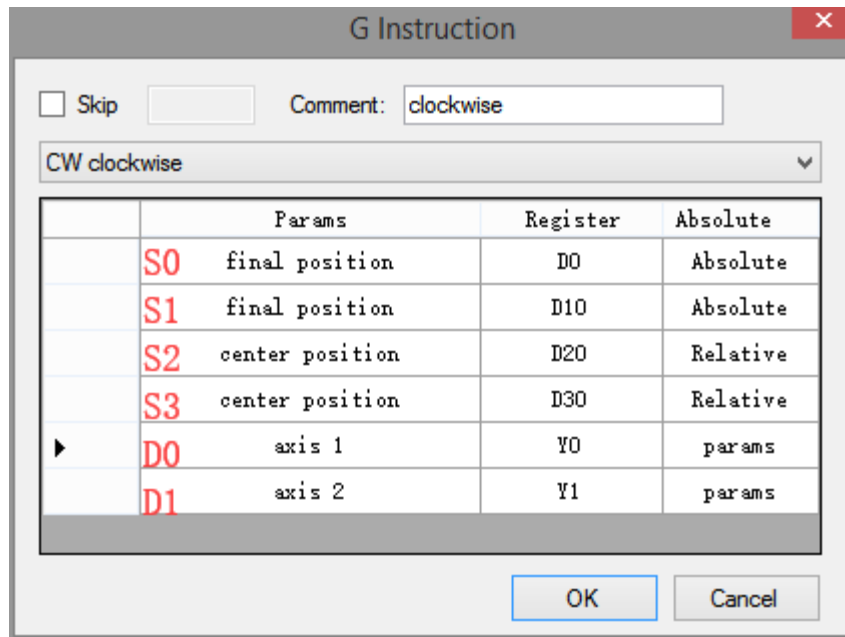 G Instruction
Skip Comment: clockwise
CW clockwise
Params Register Absolute
S0 final position D0 Absolute
S1 final position D10 Absolute
S2 center position D20 Relative
S3 center position D30 Relative
D0 axis 1 Y0 params
D1 axis 2 Y1 params
OK Cancel